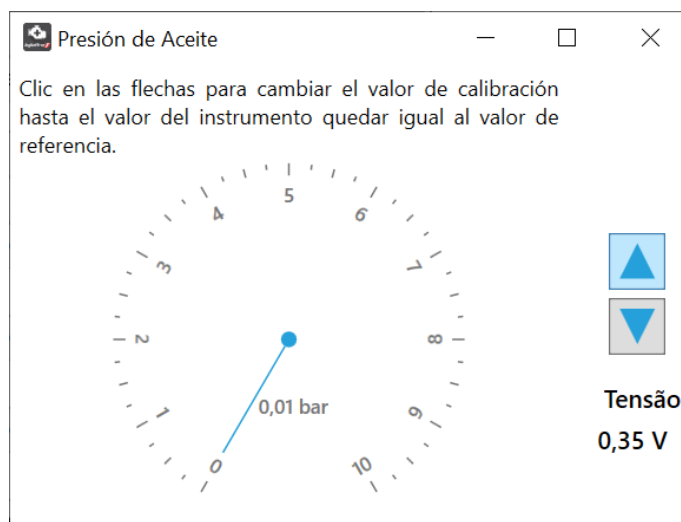 Presión de Aceite
Clic en las flechas para cambiar el valor de calibración
hasta el valor del instrumento quedar igual al valor de
referencia.
0
1
2
3
4
5
6
7
8
9
10
0,01 bar
Tensão
0,35 V